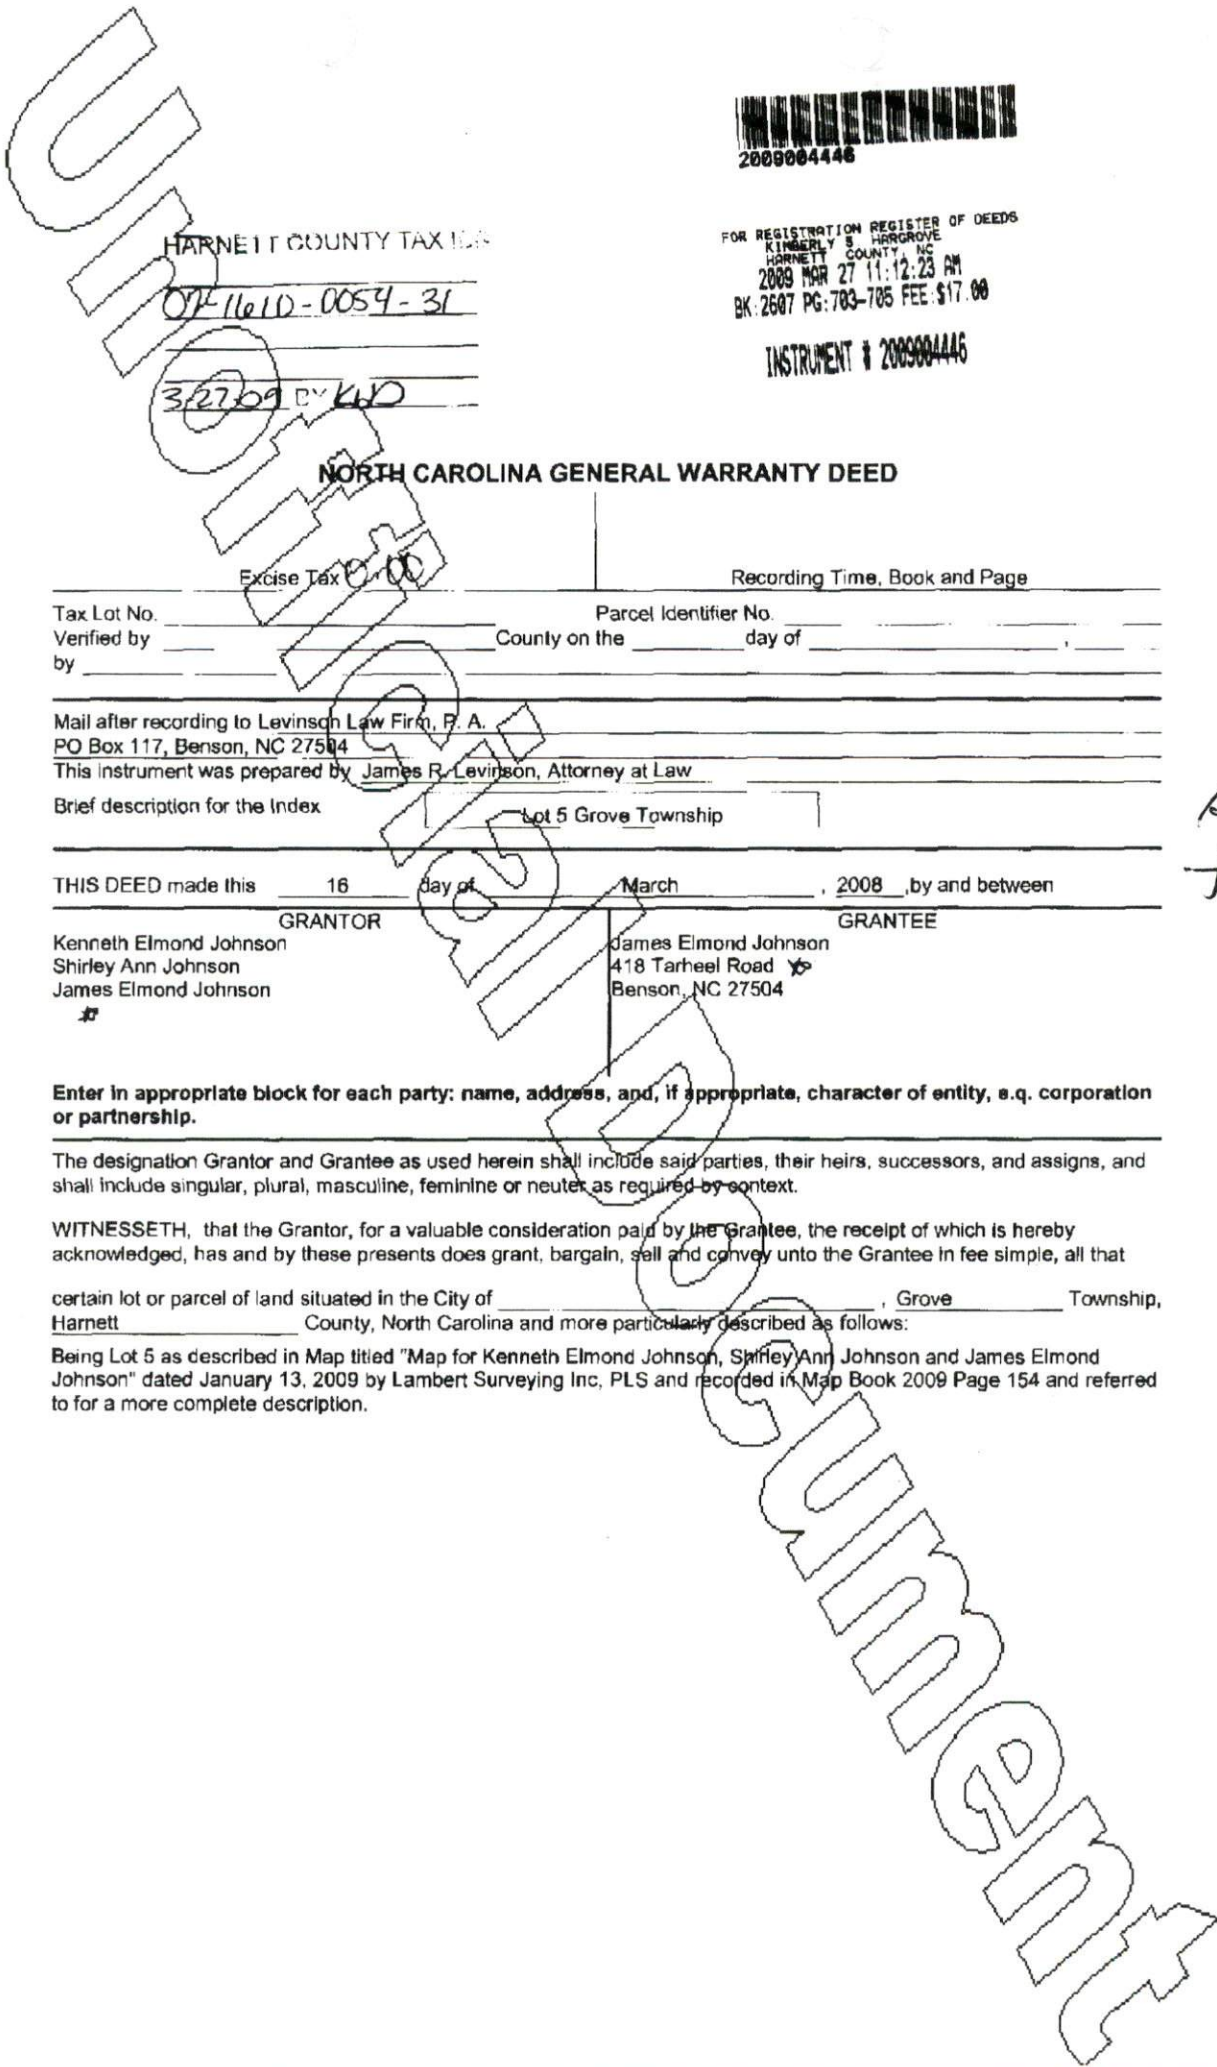 2009004446
FOR REGISTRATION REGISTER OF DEEDS
KIMBERLY S HARGROVE
HARNETT COUNTY, NC
2009 MAR 27 11:12:23 AM
BK:2607 PG:703-705 FEE:$17.00
INSTRUMENT # 2009004446
HARNETT COUNTY TAX
07-1610-0054-31
3-27-09 BY KHD
NORTH CAROLINA GENERAL WARRANTY DEED
Excise Tax 0.00 Recording Time, Book and Page
Tax Lot No. Parcel Identifier No.
Verified by County on the day of ,
by
Mail after recording to Levinson Law Firm, P. A.
PO Box 117, Benson, NC 27504
This instrument was prepared by James R. Levinson, Attorney at Law
Brief description for the Index Lot 5 Grove Township
THIS DEED made this 16 day of March , 2008 ,by and between
GRANTOR GRANTEE
Kenneth Elmond Johnson
Shirley Ann Johnson
James Elmond Johnson
James Elmond Johnson
418 Tarheel Road
Benson, NC 27504
Enter in appropriate block for each party: name, address, and, if appropriate, character of entity, e.q. corporation
or partnership.
The designation Grantor and Grantee as used herein shall include said parties, their heirs, successors, and assigns, and
shall include singular, plural, masculine, feminine or neuter as required by context.
WITNESSETH, that the Grantor, for a valuable consideration paid by the Grantee, the receipt of which is hereby
acknowledged, has and by these presents does grant, bargain, sell and convey unto the Grantee in fee simple, all that
certain lot or parcel of land situated in the City of , Grove Township,
Harnett County, North Carolina and more particularly described as follows:
Being Lot 5 as described in Map titled "Map for Kenneth Elmond Johnson, Shirley Ann Johnson and James Elmond
Johnson" dated January 13, 2009 by Lambert Surveying Inc, PLS and recorded in Map Book 2009 Page 154 and referred
to for a more complete description.
Unofficial Document